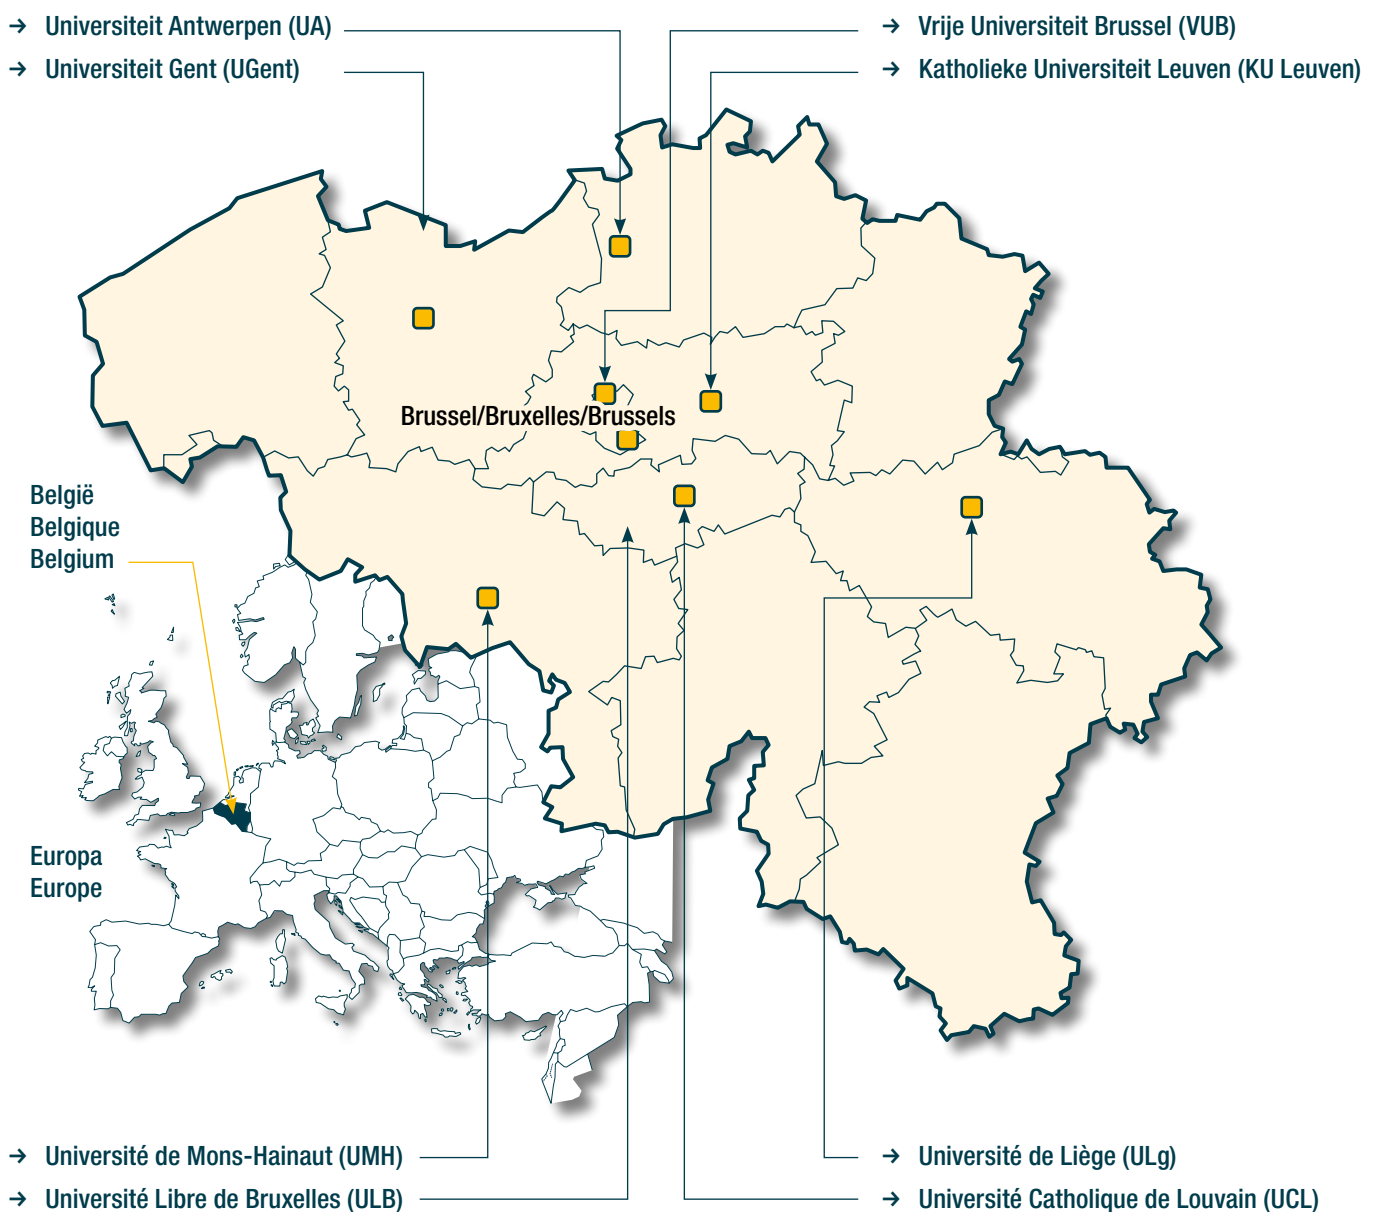 → Universiteit Antwerpen (UA)
→ Universiteit Gent (UGent)
→ Vrije Universiteit Brussel (VUB)
→ Katholieke Universiteit Leuven (KU Leuven)
Brussel/Bruxelles/Brussels
België
Belgique
Belgium
Europa
Europe
→ Université de Mons-Hainaut (UMH)
→ Université Libre de Bruxelles (ULB)
→ Université de Liège (ULg)
→ Université Catholique de Louvain (UCL)